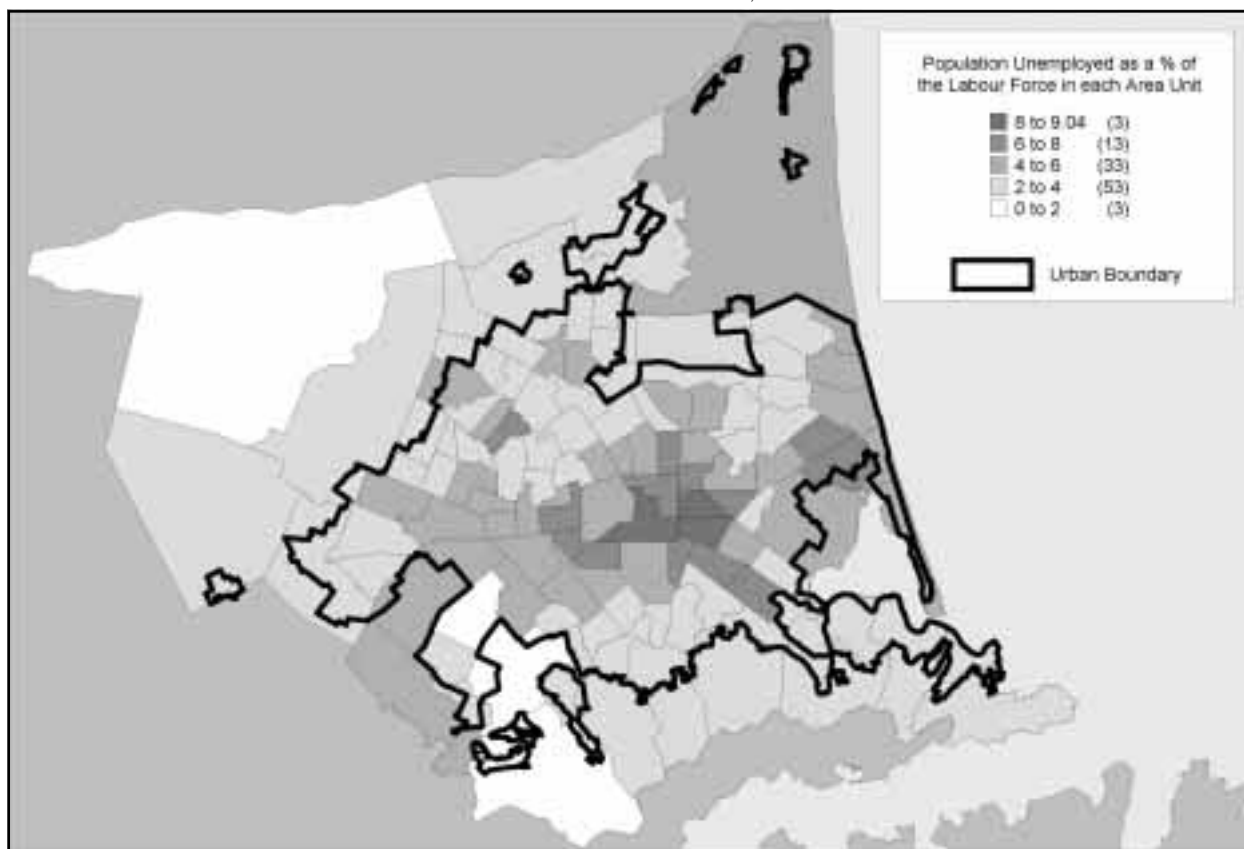 Population Unemployed as a % of
the Labour Force in each Area Unit
8 to 9.04 (3)
6 to 8 (13)
4 to 6 (33)
2 to 4 (53)
0 to 2 (3)
Urban Boundary